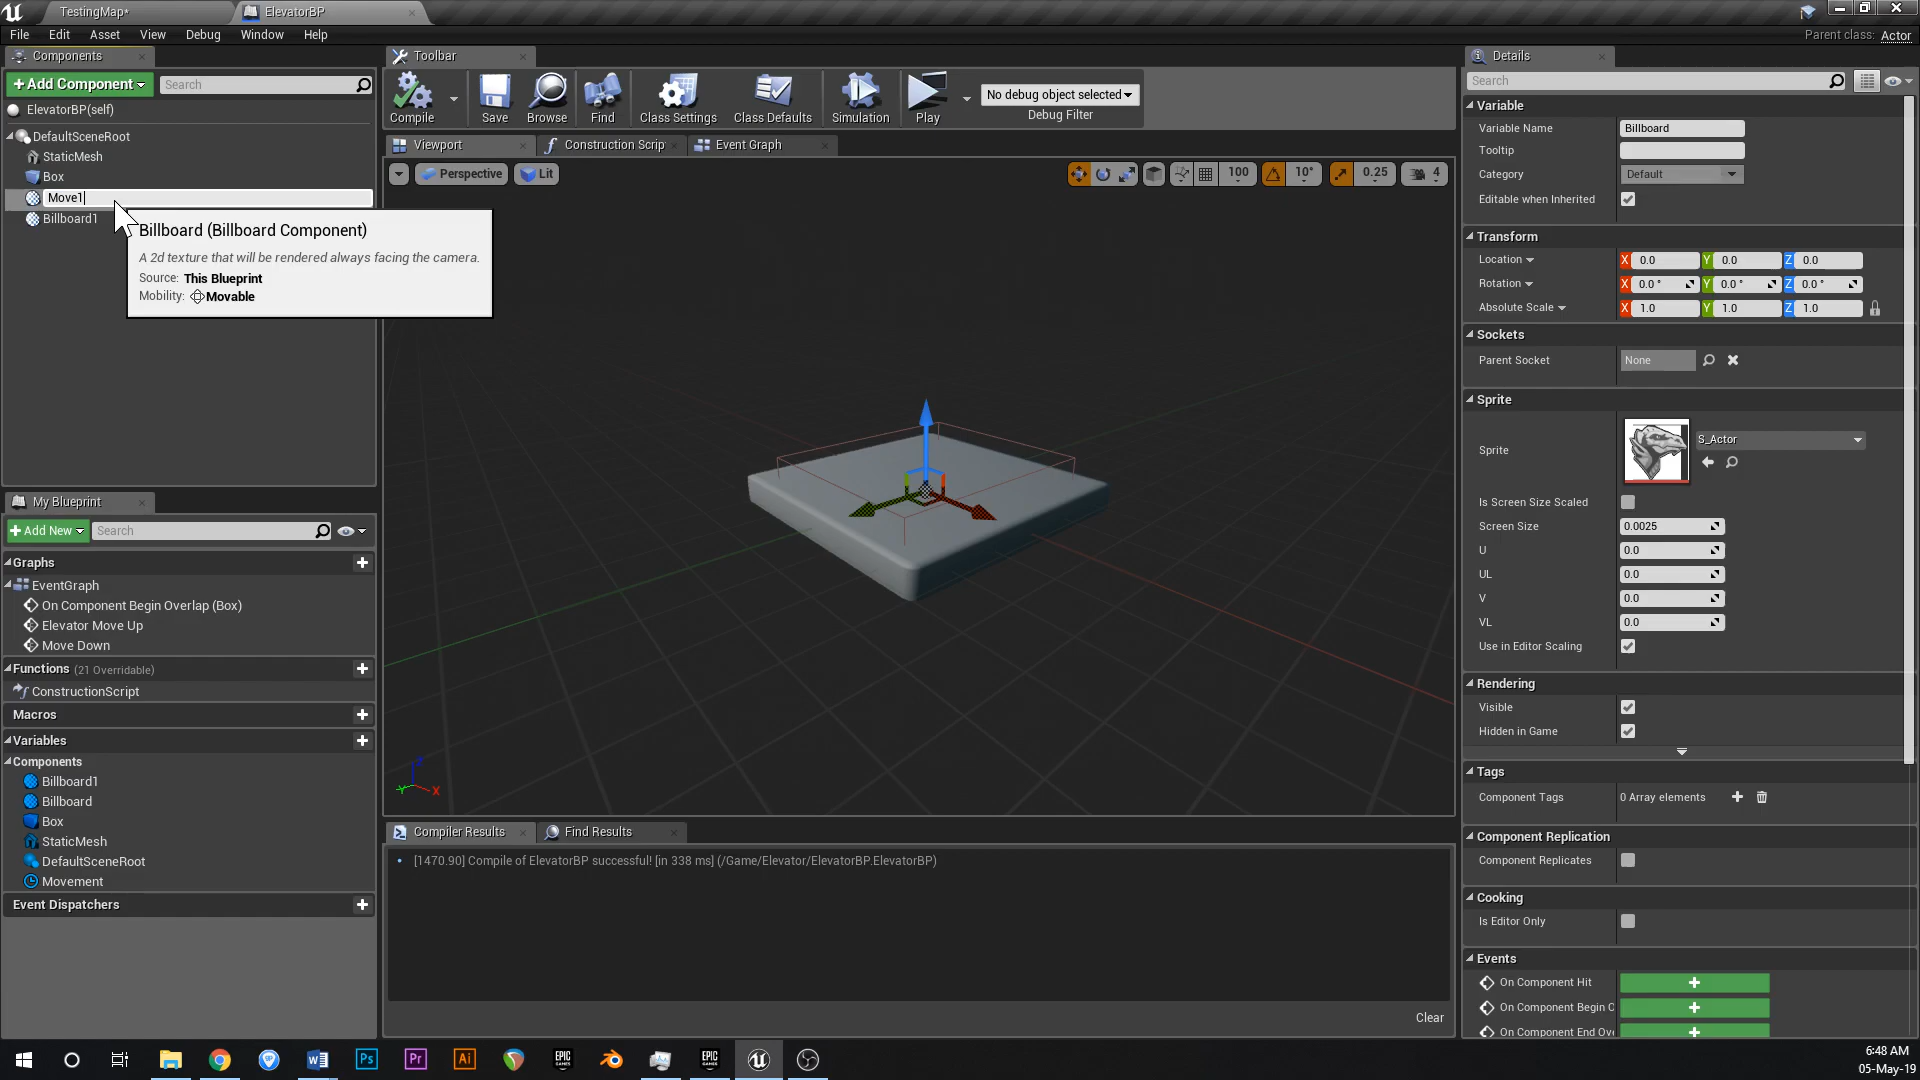 TestingMap*
ElevatorBP
File Edit Asset View Debug Window Help
Parent class: Actor
Components
+ Add Component
Search
ElevatorBP(self)
DefaultSceneRoot
StaticMesh
Box
Move1
Billboard1
Billboard (Billboard Component)
A 2d texture that will be rendered always facing the camera.
Source: This Blueprint
Mobility: Movable
Toolbar
Compile Save Browse Find Class Settings Class Defaults Simulation Play
No debug object selected
Debug Filter
Viewport
Construction Scrip
Event Graph
Perspective
Lit
100
10°
0.25
4
Z
Y
X
My Blueprint
+ Add New
Search
Graphs
EventGraph
On Component Begin Overlap (Box)
Elevator Move Up
Move Down
Functions (21 Overridable)
ConstructionScript
Macros
Variables
Components
Billboard1
Billboard
Box
StaticMesh
DefaultSceneRoot
Movement
Event Dispatchers
Compiler Results
Find Results
[1470.90] Compile of ElevatorBP successful! [in 338 ms] (/Game/Elevator/ElevatorBP.ElevatorBP)
Clear
Details
Search
Variable
Variable Name Billboard
Tooltip
Category Default
Editable when Inherited
Transform
Location X 0.0 Y 0.0 Z 0.0
Rotation X 0.0 ° Y 0.0 ° Z 0.0 °
Absolute Scale X 1.0 Y 1.0 Z 1.0
Sockets
Parent Socket None
Sprite
Sprite S_Actor
Is Screen Size Scaled
Screen Size 0.0025
U 0.0
UL 0.0
V 0.0
VL 0.0
Use in Editor Scaling
Rendering
Visible
Hidden in Game
Tags
Component Tags 0 Array elements
Component Replication
Component Replicates
Cooking
Is Editor Only
Events
On Component Hit
On Component Begin O
On Component End Ove
Ps
Pr
Ai
EPIC GAMES
EPIC GAMES
6:48 AM
05-May-19